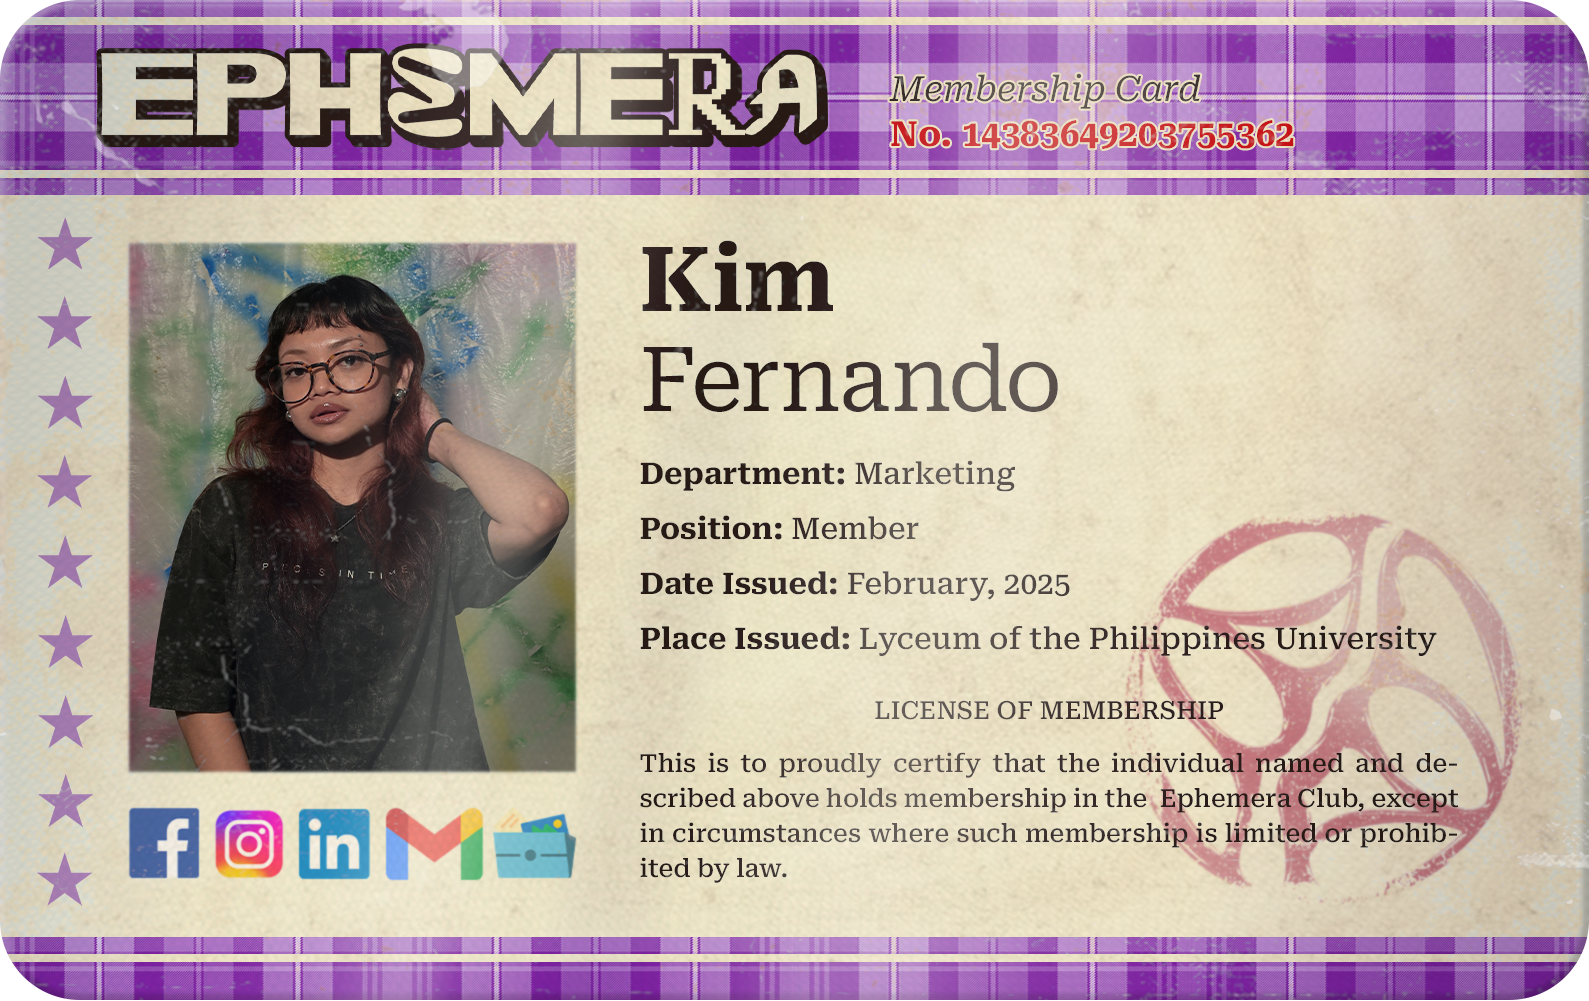 EPHEMERA
Membership Card
No. 14383649203755362
Kim
Fernando
Department: Marketing
Position: Member
Date Issued: February, 2025
Place Issued: Lyceum of the Philippines University
LICENSE OF MEMBERSHIP
This is to proudly certify that the individual named and de-
scribed above holds membership in the Ephemera Club, except
in circumstances where such membership is limited or prohib-
ited by law.
IN TIME
f
in